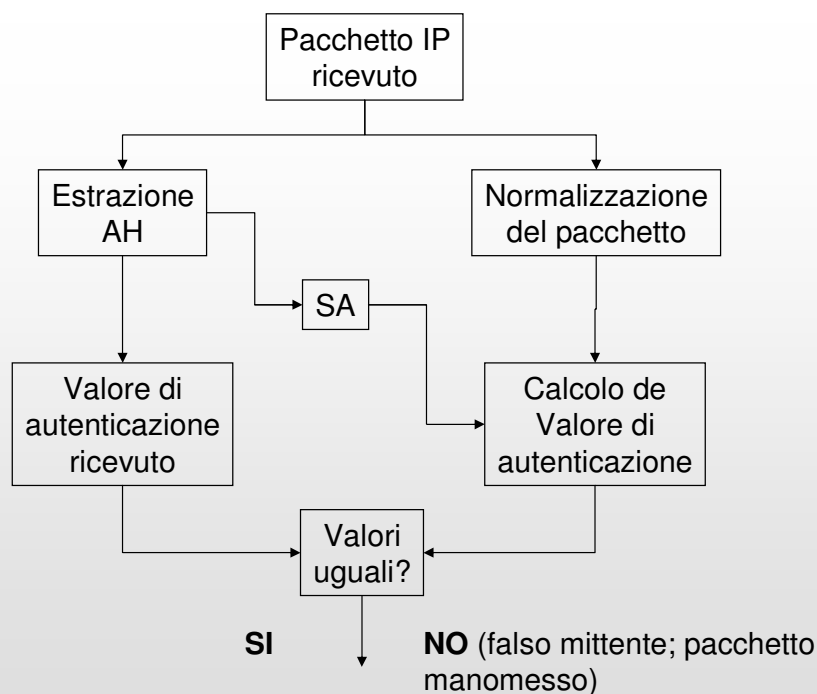 Pacchetto IP
ricevuto
Estrazione
AH
Normalizzazione
del pacchetto
SA
Valore di
autenticazione
ricevuto
Calcolo de
Valore di
autenticazione
Valori
uguali?
SI
NO (falso mittente; pacchetto
manomesso)